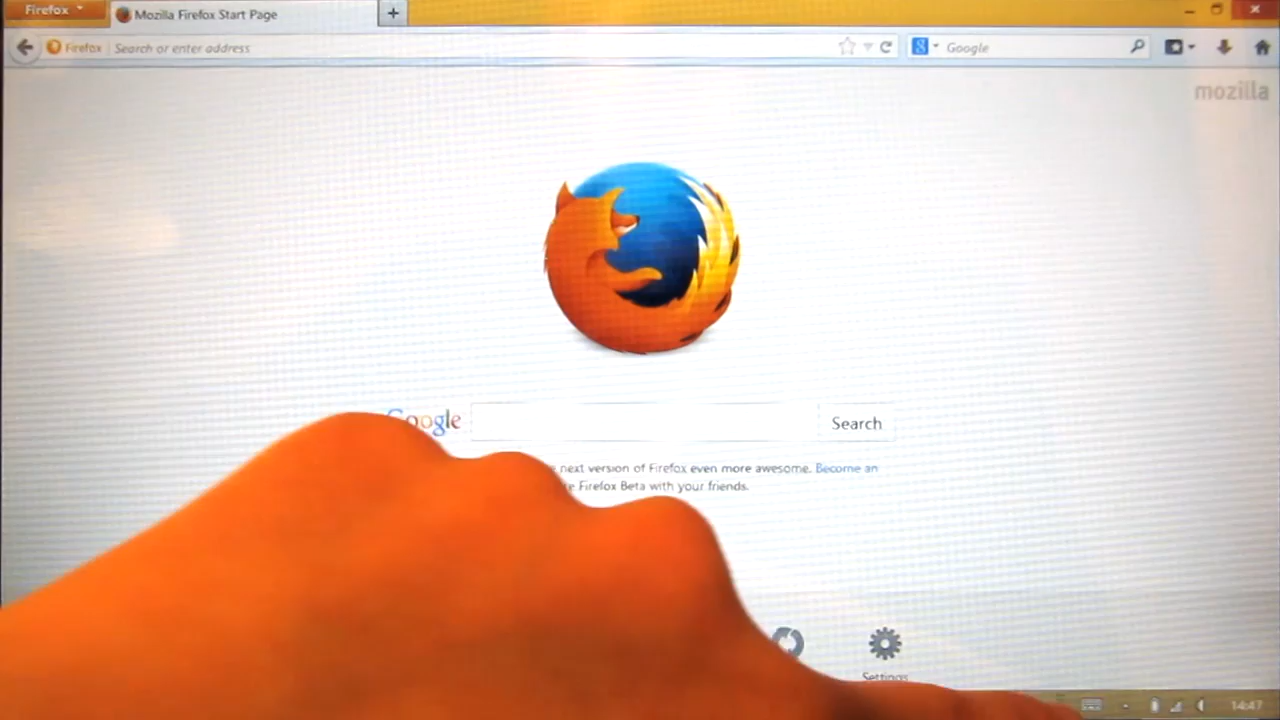 Firefox
Mozilla Firefox Start Page
Firefox
Search or enter address
Google
mozilla
Google
Search
next version of Firefox even more awesome. Become an
Firefox Beta with your friends.
Settings
14:47